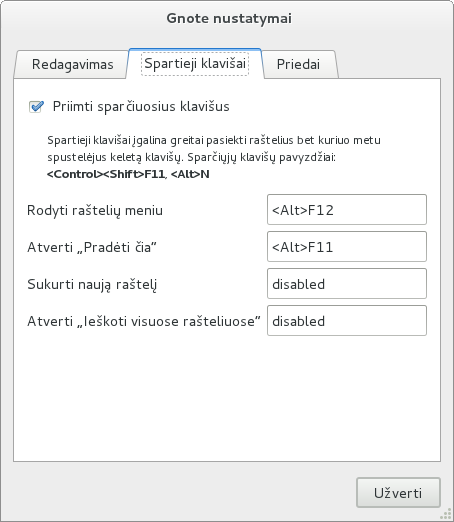 Gnote nustatymai
Redagavimas
Spartieji klavišai
Priedai
Priimti sparčiuosius klavišus
Spartieji klavišai įgalina greitai pasiekti raštelius bet kuriuo metu
spustelėjus keletą klavišų. Sparčiųjų klavišų pavyzdžiai:
<Control><Shift>F11, <Alt>N
Rodyti raštelių meniu <Alt>F12
Atverti „Pradėti čia“ <Alt>F11
Sukurti naują raštelį disabled
Atverti „Ieškoti visuose rašteliuose“ disabled
Užverti